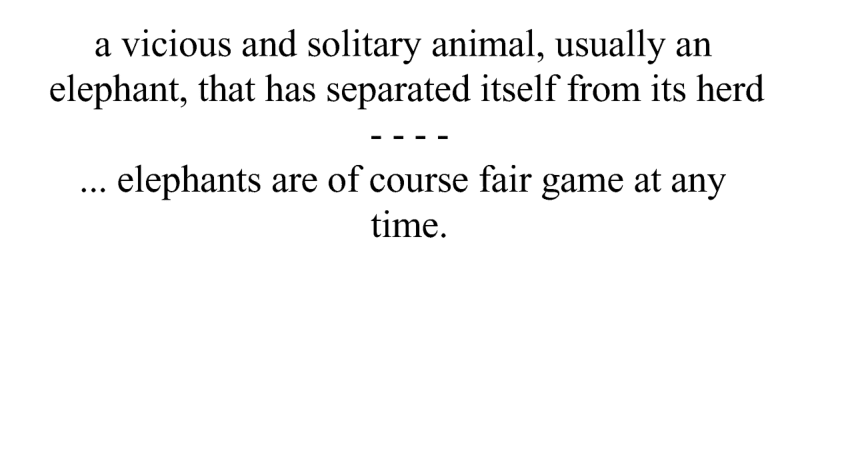 a vicious and solitary animal, usually an
elephant, that has separated itself from its herd
- - - -
... elephants are of course fair game at any
time.